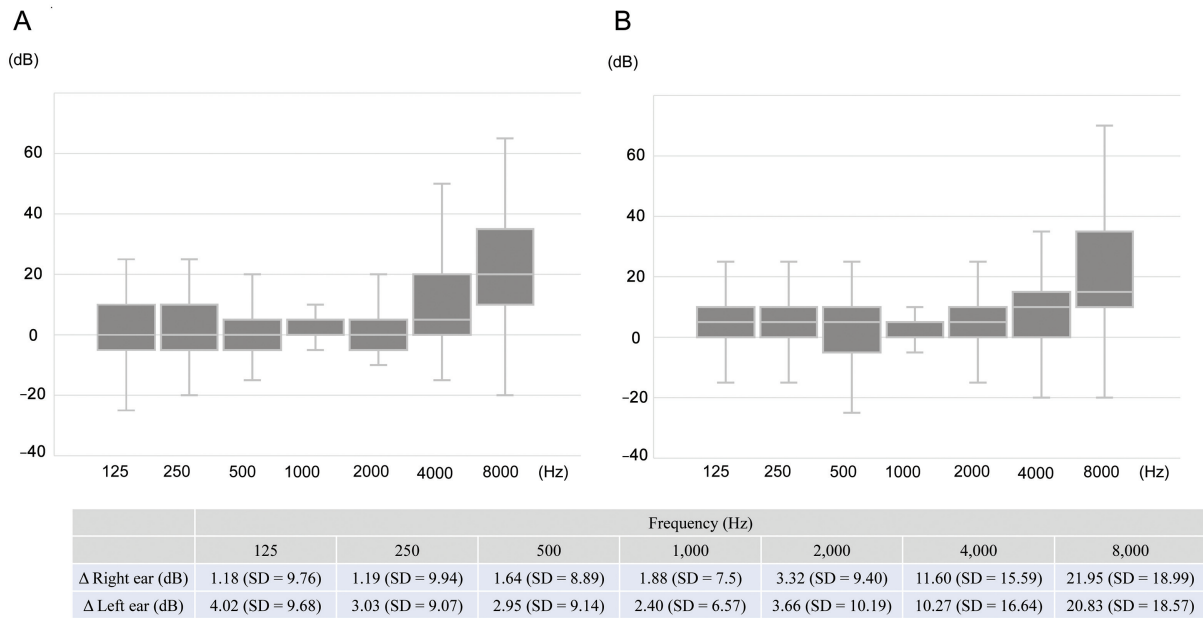 A
(dB)
60
40
20
0
−20
−40
125 250 500 1000 2000 4000 8000 (Hz)
B
(dB)
60
40
20
0
−20
−40
125 250 500 1000 2000 4000 8000 (Hz)
Frequency (Hz)
125 250 500 1,000 2,000 4,000 8,000
Δ Right ear (dB) 1.18 (SD = 9.76) 1.19 (SD = 9.94) 1.64 (SD = 8.89) 1.88 (SD = 7.5) 3.32 (SD = 9.40) 11.60 (SD = 15.59) 21.95 (SD = 18.99)
Δ Left ear (dB) 4.02 (SD = 9.68) 3.03 (SD = 9.07) 2.95 (SD = 9.14) 2.40 (SD = 6.57) 3.66 (SD = 10.19) 10.27 (SD = 16.64) 20.83 (SD = 18.57)